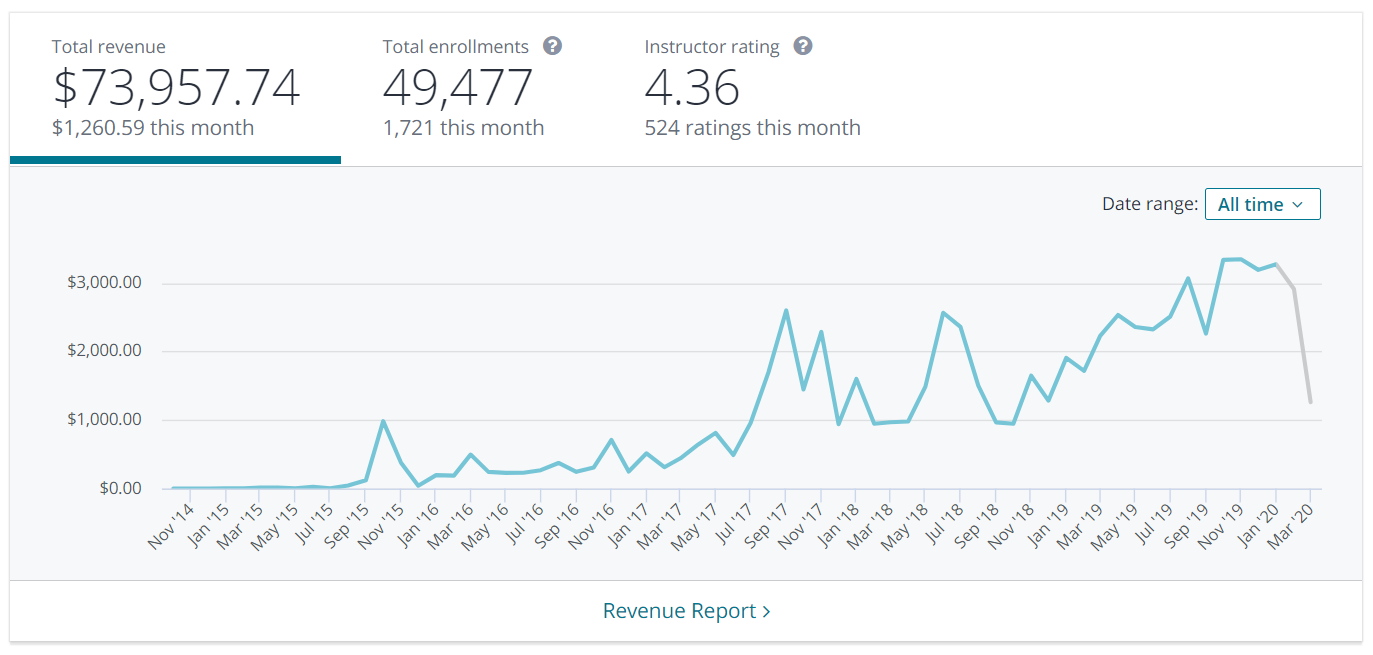 Total revenue
$73,957.74
$1,260.59 this month
Total enrollments ?
49,477
1,721 this month
Instructor rating ?
4.36
524 ratings this month
Date range: All time
$3,000.00
$2,000.00
$1,000.00
$0.00
Nov '14
Jan '15
Mar '15
May '15
Jul '15
Sep '15
Nov '15
Jan '16
Mar '16
May '16
Jul '16
Sep '16
Nov '16
Jan '17
Mar '17
May '17
Jul '17
Sep '17
Nov '17
Jan '18
Mar '18
May '18
Jul '18
Sep '18
Nov '18
Jan '19
Mar '19
May '19
Jul '19
Sep '19
Nov '19
Jan '20
Mar '20
Revenue Report >